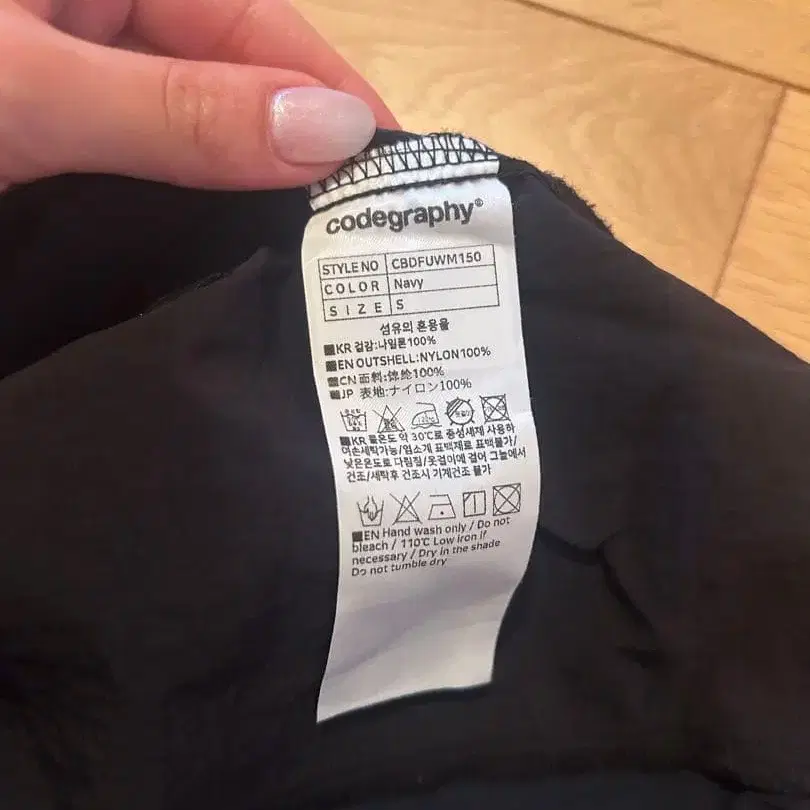 codegraphy®
STYLE NO CBDFUWM150
COLOR Navy
SIZE S
섬유의 혼용율
■KR 겉감:나일론100%
■EN OUTSHELL:NYLON100%
■CN 面料:锦纶100%
■JP 表地:ナイロン100%
■KR 물온도 약 30℃로 중성세제 사용하
여손세탁가능/염소계 표백제로 표백불가/
낮은온도로 다림질/옷걸이에 걸어 그늘에서
건조/세탁후 건조시 기계건조 불가
■EN Hand wash only / Do not
bleach / 110℃ Low iron if
necessary / Dry in the shade
Do not tumble dry